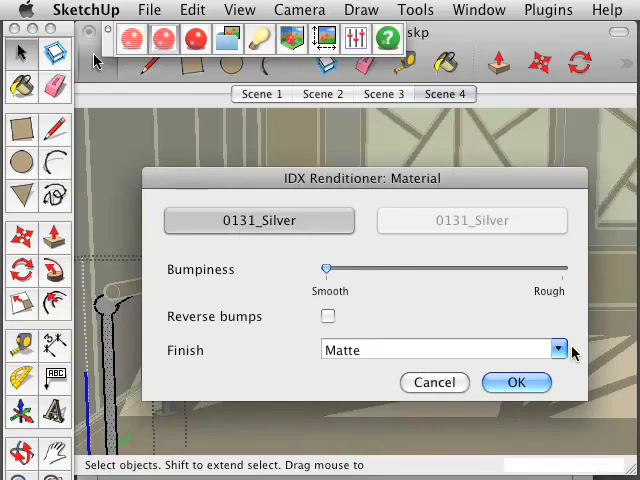 SketchUp File Edit View Camera Draw Tools Window Plugins Help
skp
Scene 1 Scene 2 Scene 3 Scene 4
IDX Renditioner: Material
0131_Silver 0131_Silver
Bumpiness
Smooth Rough
Reverse bumps
Finish Matte
ABC
Cancel OK
Select objects. Shift to extend select. Drag mouse to